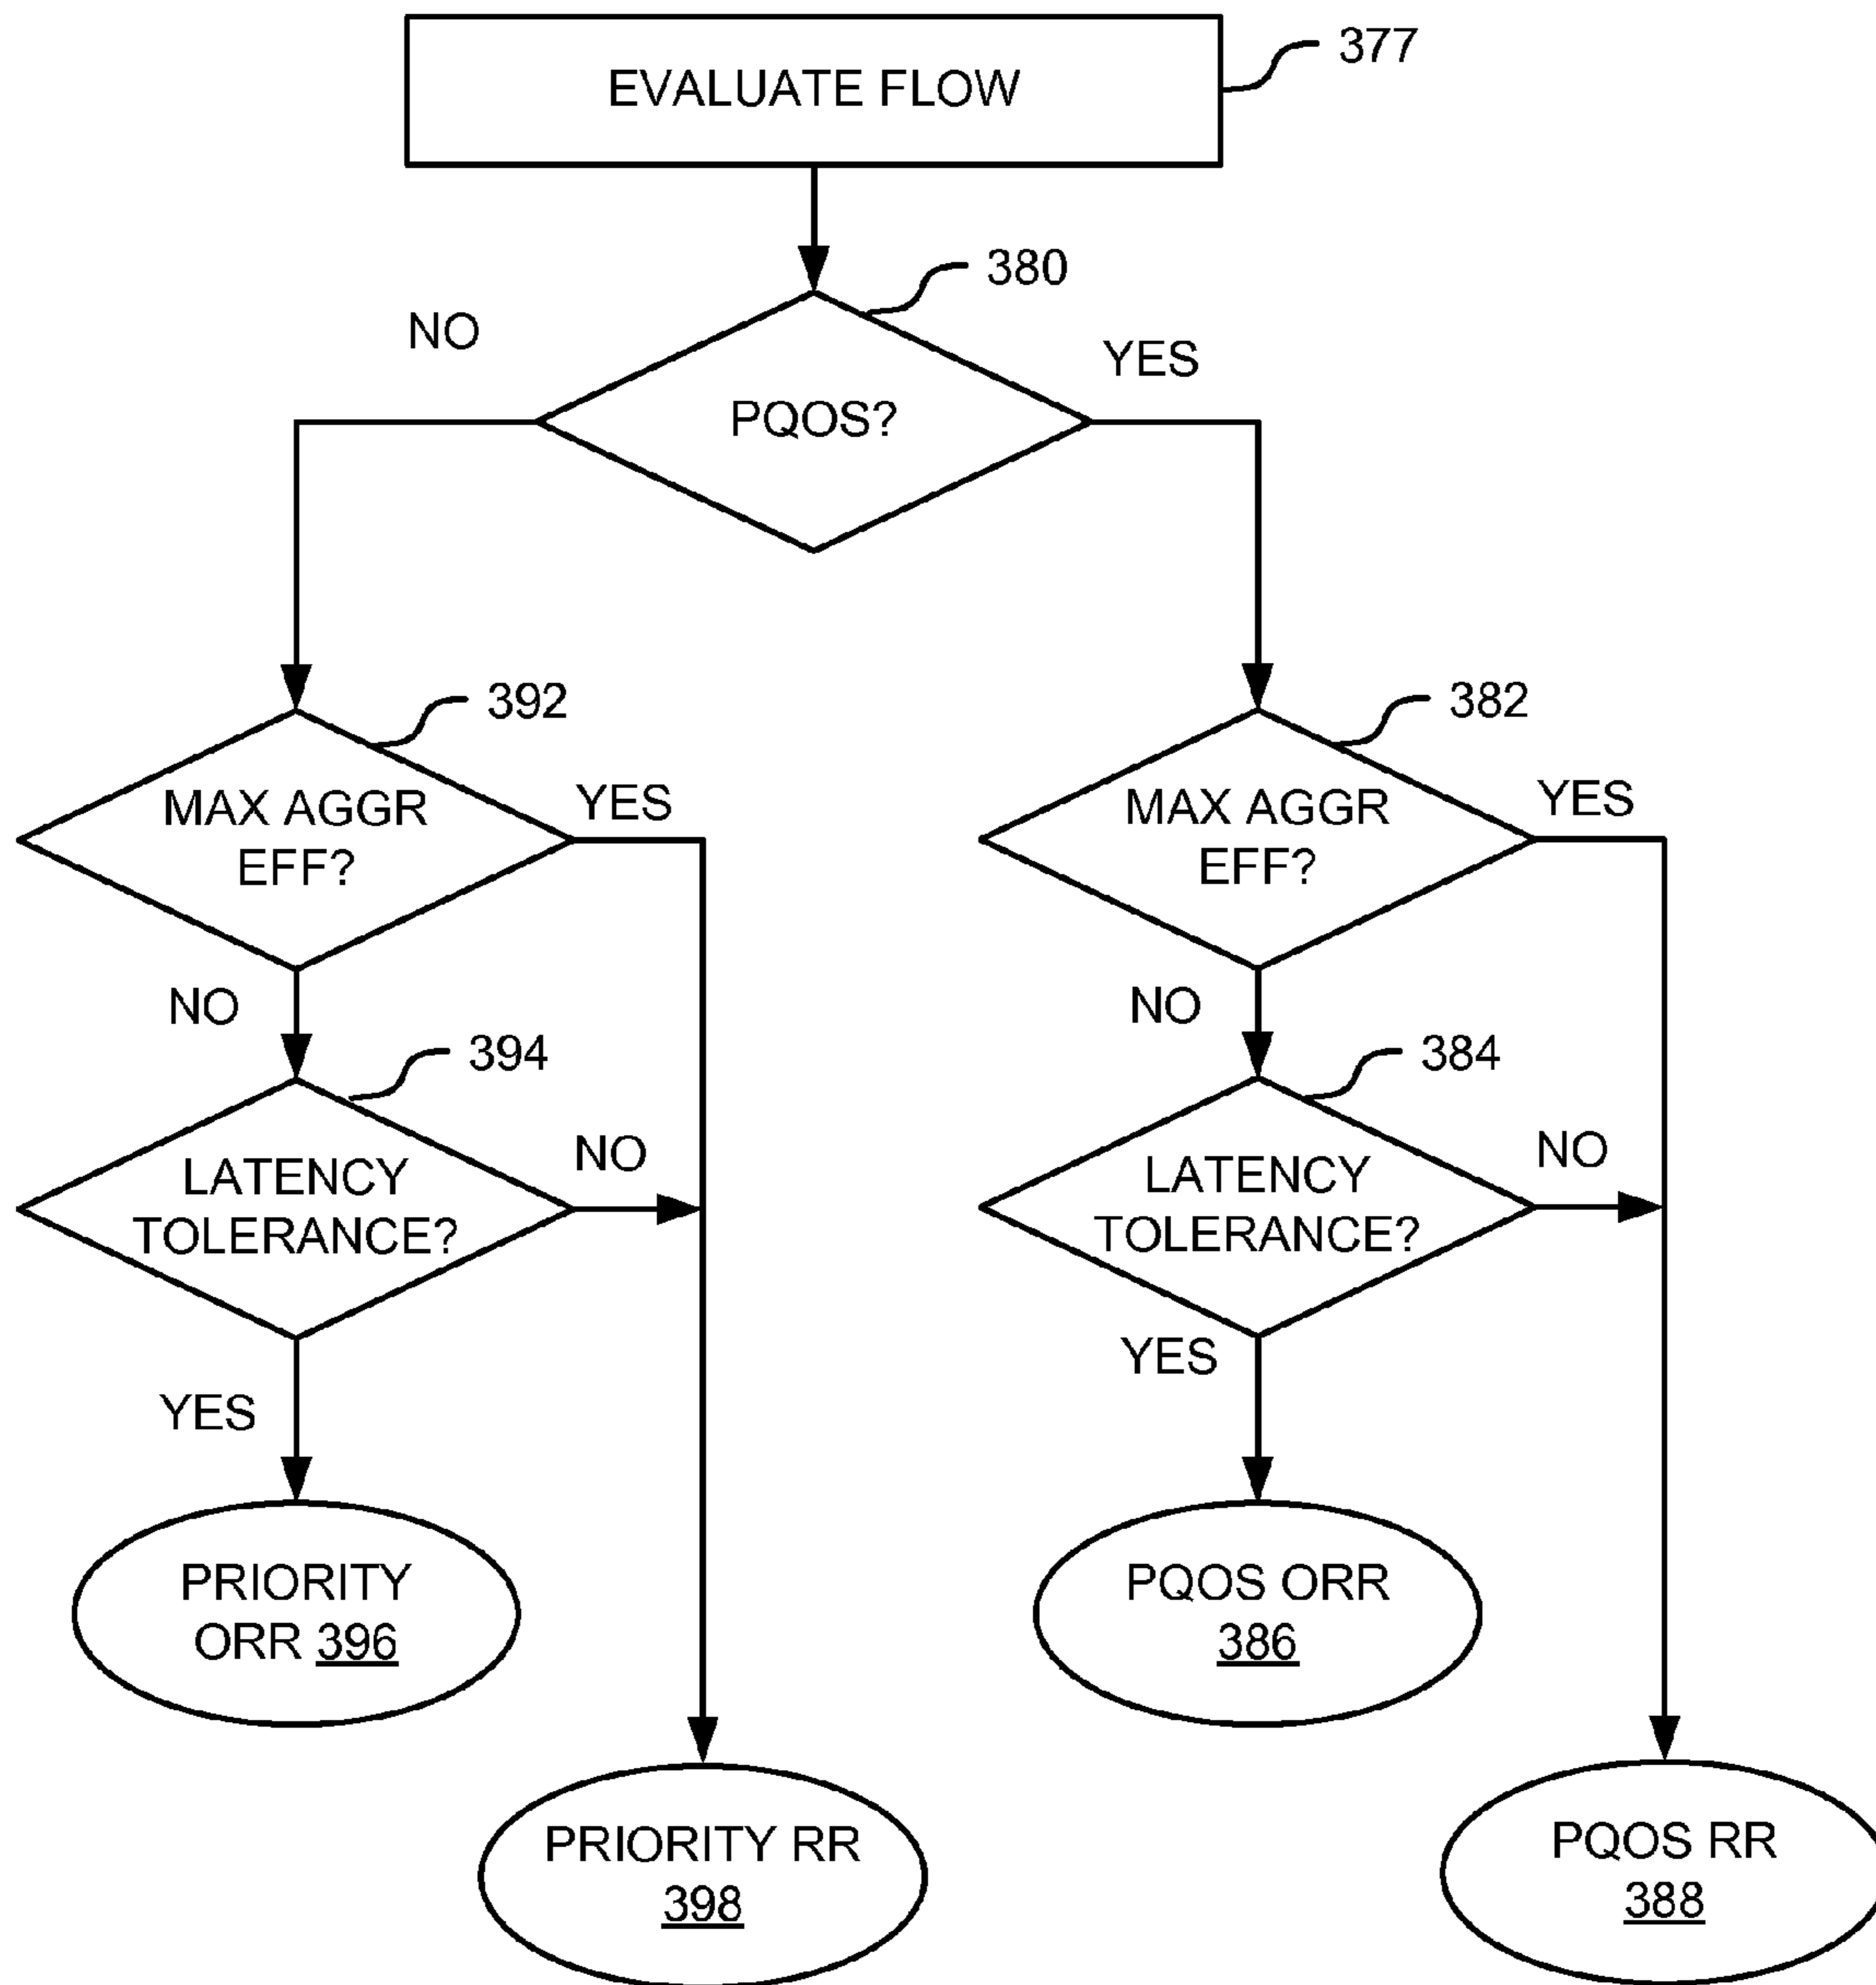 EVALUATE FLOW
377
380
NO
YES
PQOS?
392
382
MAX AGGR
EFF?
YES
MAX AGGR
EFF?
YES
NO
NO
394
384
LATENCY
TOLERANCE?
NO
LATENCY
TOLERANCE?
NO
YES
YES
PRIORITY
ORR 396
PQOS ORR
386
PRIORITY RR
398
PQOS RR
388